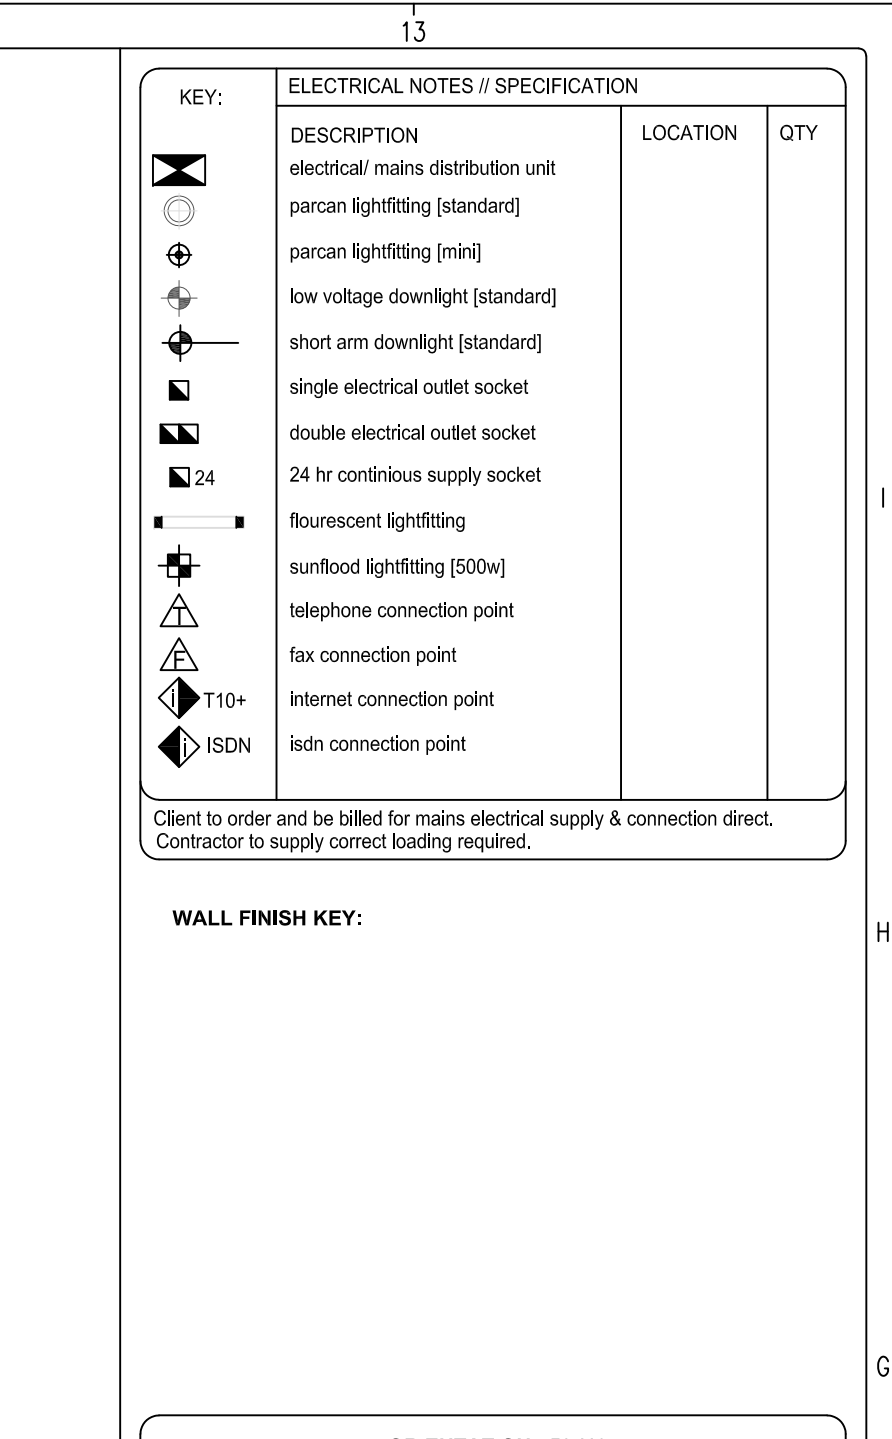 13
KEY:
ELECTRICAL NOTES // SPECIFICATION
DESCRIPTION LOCATION QTY
electrical/ mains distribution unit
parcan lightfitting [standard]
parcan lightfitting [mini]
low voltage downlight [standard]
short arm downlight [standard]
single electrical outlet socket
double electrical outlet socket
24 24 hr continious supply socket
I
flourescent lightfitting
sunflood lightfitting [500w]
T telephone connection point
F fax connection point
i T10+ internet connection point
i ISDN isdn connection point
Client to order and be billed for mains electrical supply & connection direct.
Contractor to supply correct loading required.
WALL FINISH KEY:
H
G